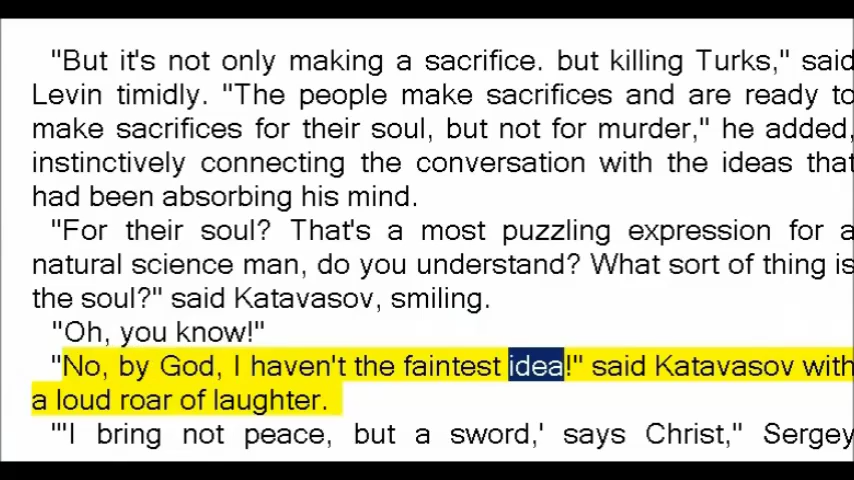 "But it's not only making a sacrifice. but killing Turks," said
Levin timidly. "The people make sacrifices and are ready to
make sacrifices for their soul, but not for murder," he added,
instinctively connecting the conversation with the ideas that
had been absorbing his mind.
"For their soul? That's a most puzzling expression for a
natural science man, do you understand? What sort of thing is
the soul?" said Katavasov, smiling.
"Oh, you know!"
"No, by God, I haven't the faintest idea!" said Katavasov with
a loud roar of laughter.
"'I bring not peace, but a sword,' says Christ," Sergey